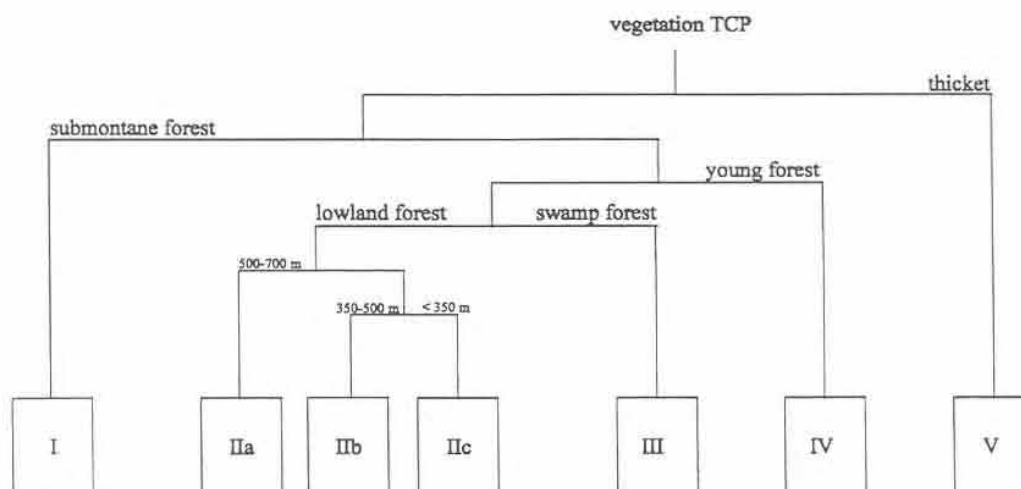 vegetation TCP
thicket
submontane forest
young forest
lowland forest swamp forest
500-700 m
350-500 m < 350 m
I IIa IIb IIc III IV V